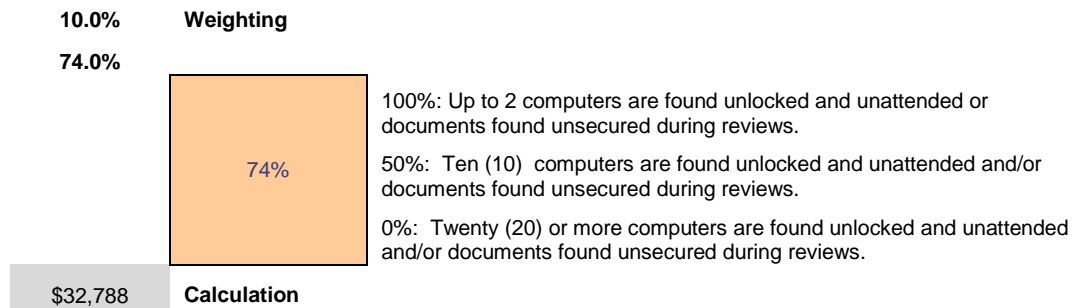 10.0% Weighting
74.0%
74%
100%: Up to 2 computers are found unlocked and unattended or
documents found unsecured during reviews.
50%:  Ten (10)  computers are found unlocked and unattended and/or
documents found unsecured during reviews.
0%:  Twenty (20) or more computers are found unlocked and unattended
and/or documents found unsecured during reviews.
$32,788 Calculation